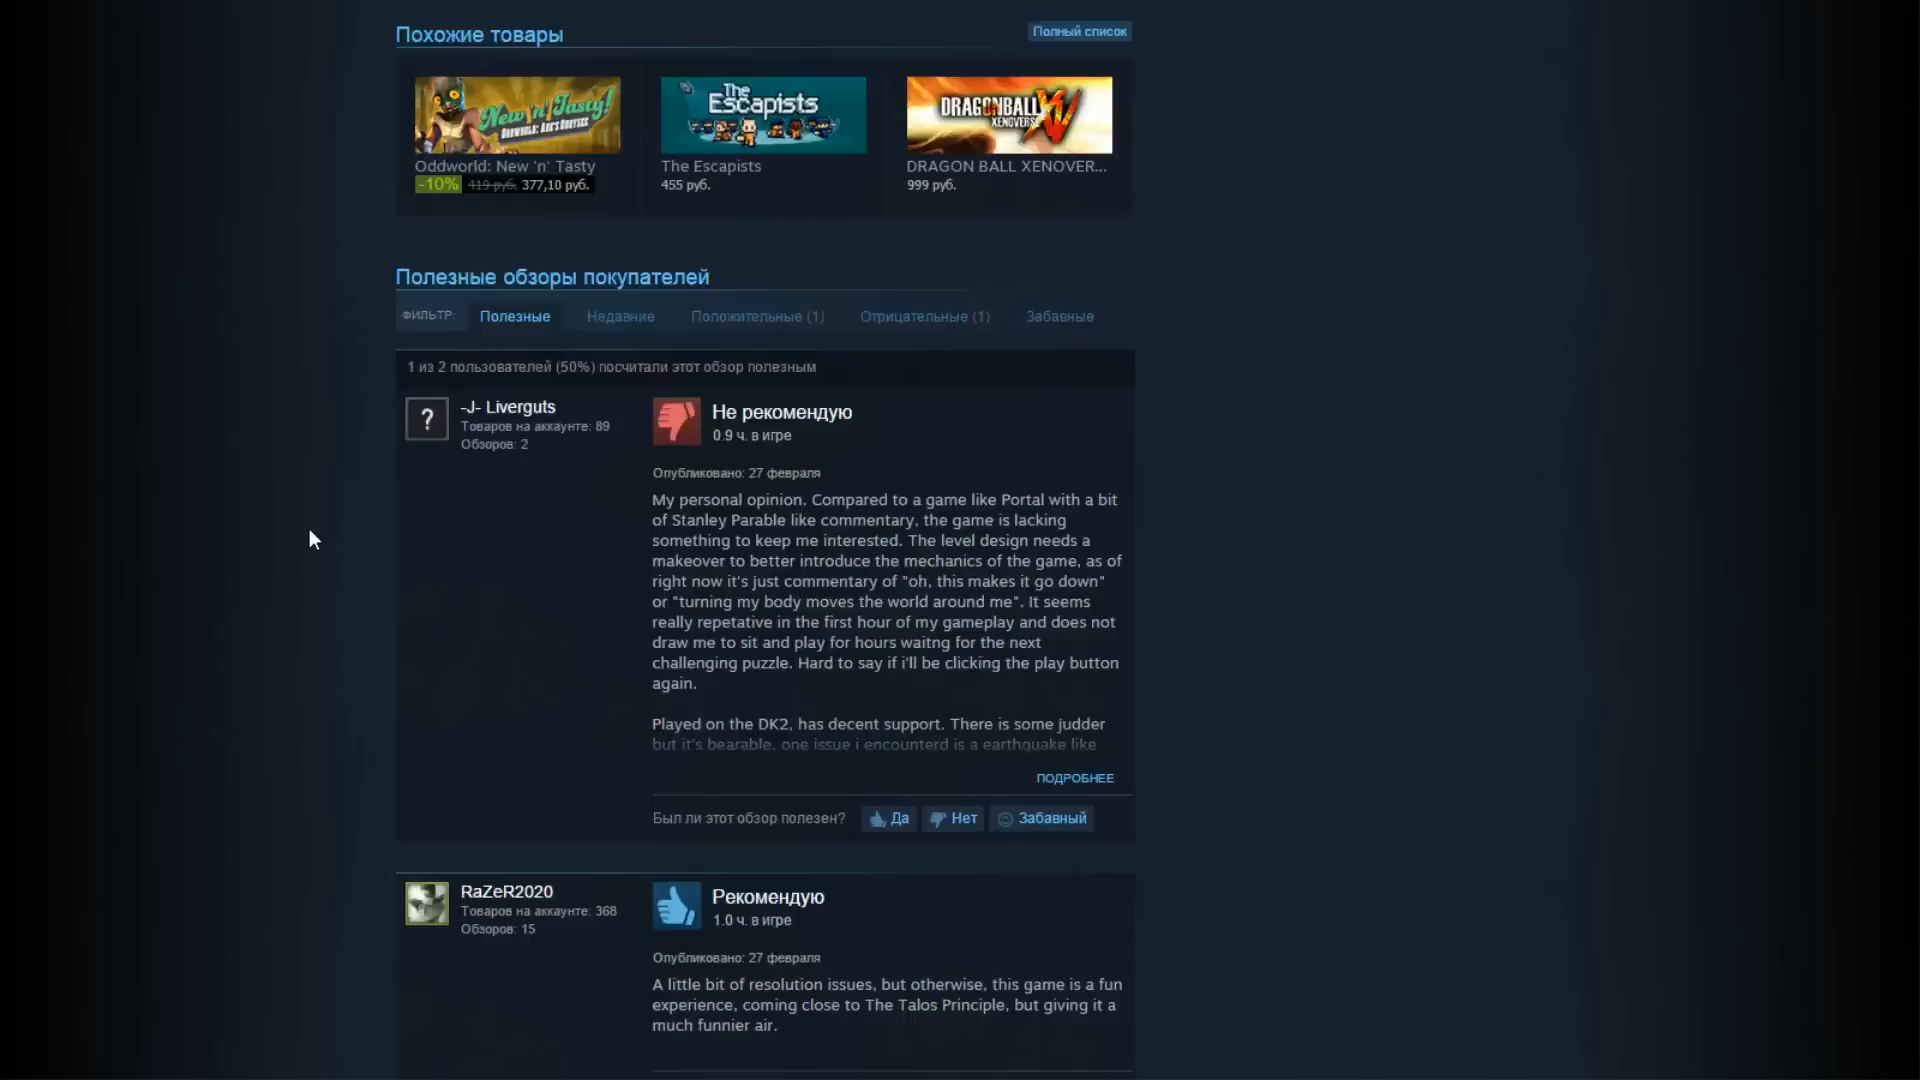 Похожие товары
Полный список
New 'n' Tasty!
ODDWORLD: ABE'S ODDYSEE
The Escapists
DRAGONBALL XV
XENOVERSE
Oddworld: New 'n' Tasty
The Escapists
DRAGON BALL XENOVER...
-10% 419 руб. 377,10 руб.
455 руб.
999 руб.
Полезные обзоры покупателей
ФИЛЬТР: Полезные Недавние Положительные (1) Отрицательные (1) Забавные
1 из 2 пользователей (50%) посчитали этот обзор полезным
?
-J- Liverguts
Товаров на аккаунте: 89
Обзоров: 2
Не рекомендую
0.9 ч. в игре
Опубликовано: 27 февраля
My personal opinion. Compared to a game like Portal with a bit
of Stanley Parable like commentary, the game is lacking
something to keep me interested. The level design needs a
makeover to better introduce the mechanics of the game, as of
right now it's just commentary of "oh, this makes it go down"
or "turning my body moves the world around me". It seems
really repetative in the first hour of my gameplay and does not
draw me to sit and play for hours waitng for the next
challenging puzzle. Hard to say if i'll be clicking the play button
again.
Played on the DK2, has decent support. There is some judder
but it's bearable, one issue i encounterd is a earthquake like
ПОДРОБНЕЕ
Был ли этот обзор полезен? Да Нет Забавный
RaZeR2020
Товаров на аккаунте: 368
Обзоров: 15
Рекомендую
1.0 ч. в игре
Опубликовано: 27 февраля
A little bit of resolution issues, but otherwise, this game is a fun
experience, coming close to The Talos Principle, but giving it a
much funnier air.